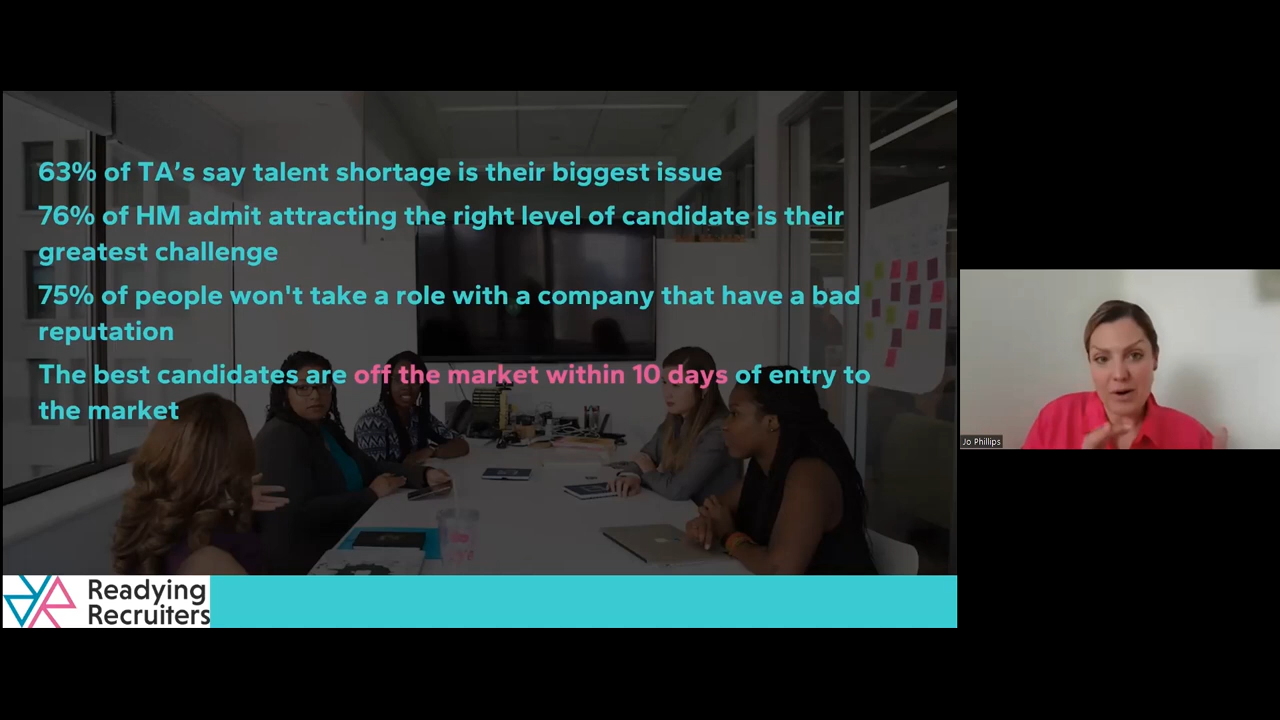 63% of TA’s say talent shortage is their biggest issue
76% of HM admit attracting the right level of candidate is their
greatest challenge
75% of people won't take a role with a company that have a bad
reputation
The best candidates are off the market within 10 days of entry to
the market
Jo Phillips
Readying
Recruiters